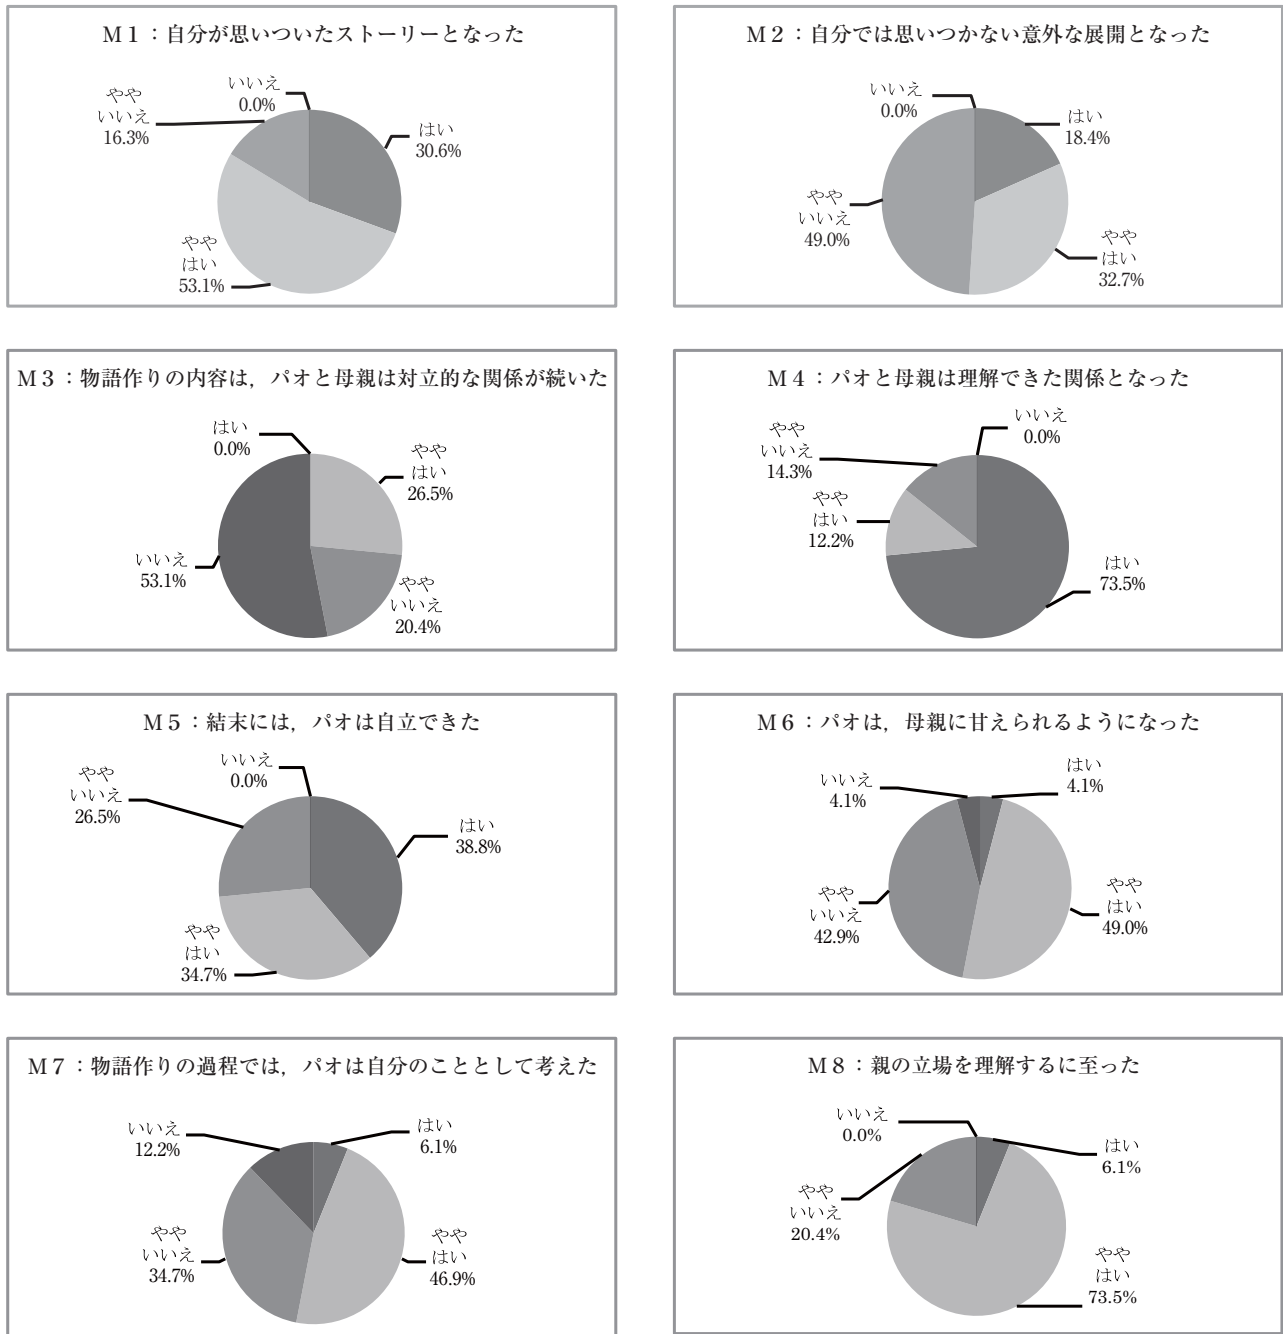 M1：自分が思いついたストーリーとなった
いいえ
0.0%
やや
いいえ
16.3%
はい
30.6%
やや
はい
53.1%
M2：自分では思いつかない意外な展開となった
いいえ
0.0%
はい
18.4%
やや
いいえ
49.0%
やや
はい
32.7%
M3：物語作りの内容は，パオと母親は対立的な関係が続いた
はい
0.0%
やや
はい
26.5%
いいえ
53.1%
やや
いいえ
20.4%
M4：パオと母親は理解できた関係となった
いいえ
0.0%
やや
いいえ
14.3%
やや
はい
12.2%
はい
73.5%
M5：結末には，パオは自立できた
いいえ
0.0%
やや
いいえ
26.5%
はい
38.8%
やや
はい
34.7%
M6：パオは，母親に甘えられるようになった
いいえ
4.1%
はい
4.1%
やや
いいえ
42.9%
やや
はい
49.0%
M7：物語作りの過程では，パオは自分のこととして考えた
いいえ
12.2%
はい
6.1%
やや
いいえ
34.7%
やや
はい
46.9%
M8：親の立場を理解するに至った
いいえ
0.0%
はい
6.1%
やや
いいえ
20.4%
やや
はい
73.5%